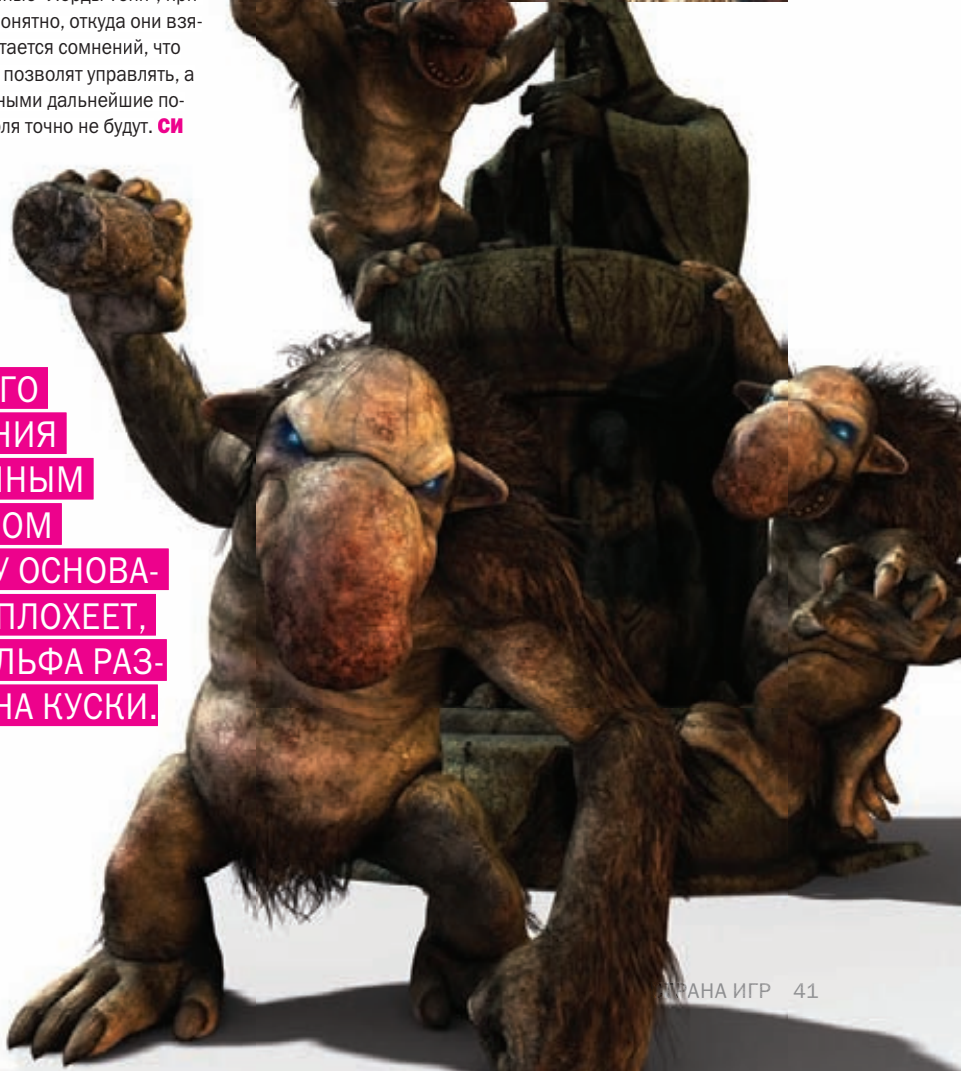 понятно, откуда они взя-
тается сомнений, что
позволят управлять, а
ными дальнейшие по-
ля точно не будут. СИ
ГО
НИЯ
НЫМ
ОМ
У ОСНОВА-
ПЛОХЕЕТ,
ЛЬФА РАЗ-
НА КУСКИ.
ТРАНА ИГР 41